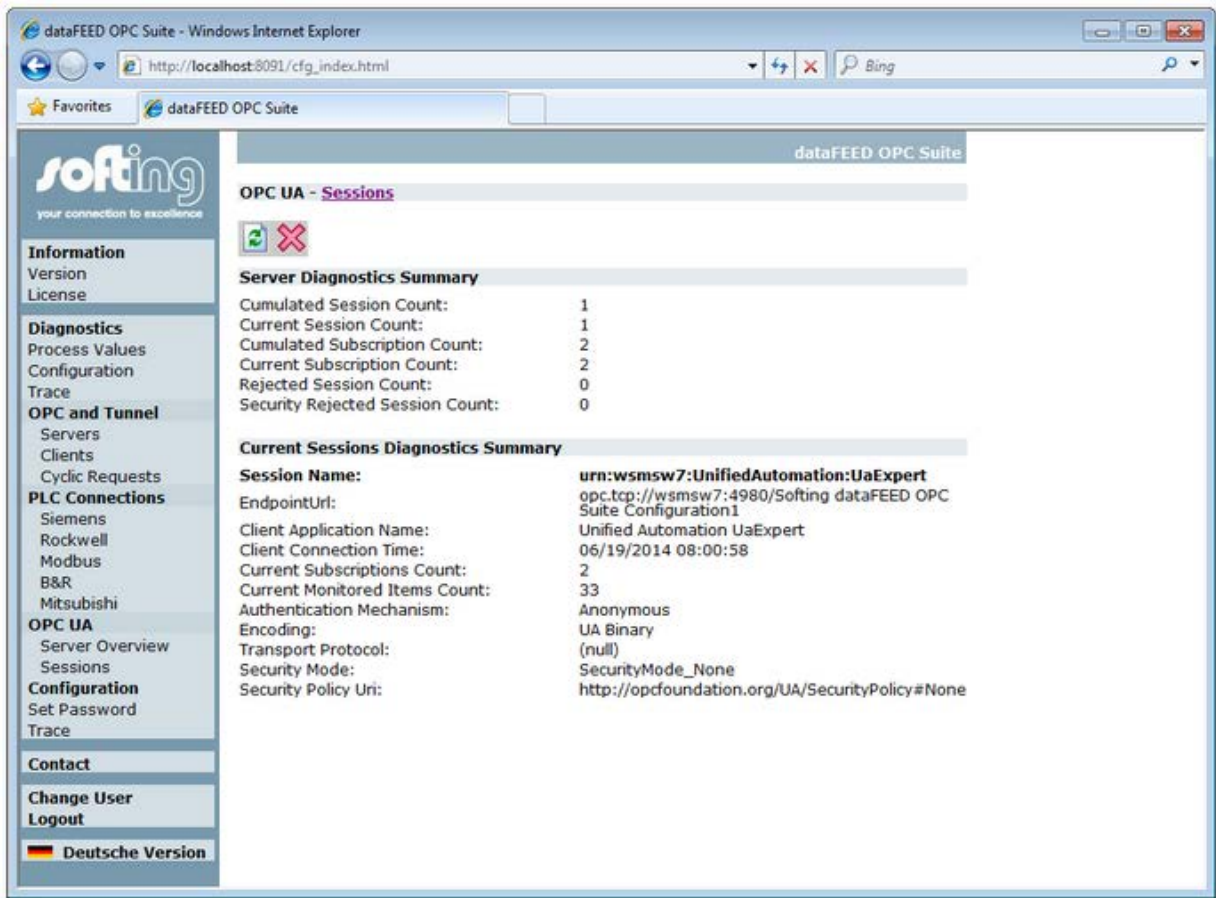 dataFEED OPC Suite - Windows Internet Explorer
http://localhost:8091/cfg_index.html
Bing
Favorites
dataFEED OPC Suite
softing
your connection to excellence
Information
Version
License
Diagnostics
Process Values
Configuration
Trace
OPC and Tunnel
Servers
Clients
Cyclic Requests
PLC Connections
Siemens
Rockwell
Modbus
B&R
Mitsubishi
OPC UA
Server Overview
Sessions
Configuration
Set Password
Trace
Contact
Change User
Logout
Deutsche Version
dataFEED OPC Suite
OPC UA - Sessions
Server Diagnostics Summary
Cumulated Session Count: 1
Current Session Count: 1
Cumulated Subscription Count: 2
Current Subscription Count: 2
Rejected Session Count: 0
Security Rejected Session Count: 0
Current Sessions Diagnostics Summary
Session Name: urn:wsmsw7:UnifiedAutomation:UaExpert
EndpointUrl: opc.tcp://wsmsw7:4980/Softing dataFEED OPC
Suite Configuration1
Client Application Name: Unified Automation UaExpert
Client Connection Time: 06/19/2014 08:00:58
Current Subscriptions Count: 2
Current Monitored Items Count: 33
Authentication Mechanism: Anonymous
Encoding: UA Binary
Transport Protocol: (null)
Security Mode: SecurityMode_None
Security Policy Uri: http://opcfoundation.org/UA/SecurityPolicy#None